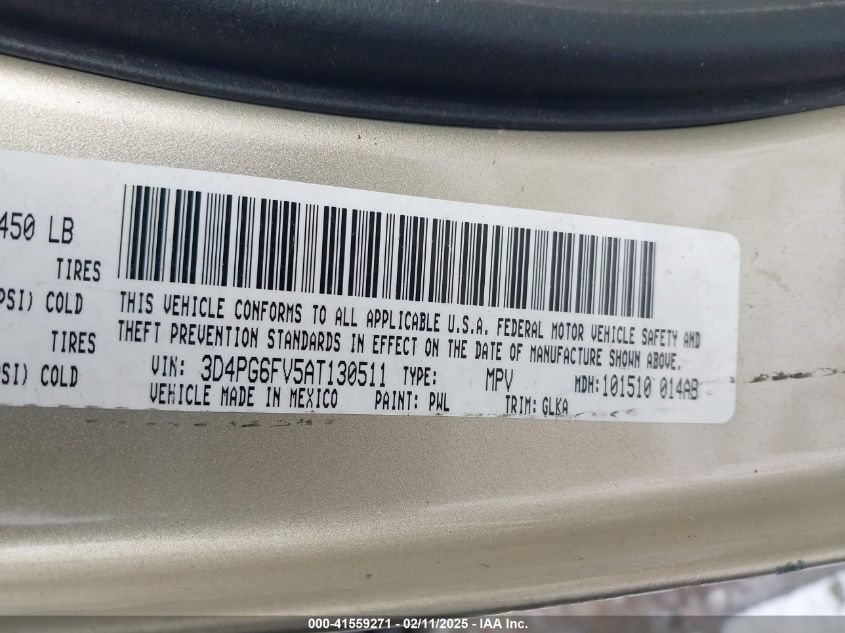 450 LB
TIRES
PSI) COLD
TIRES
SI) COLD
THIS VEHICLE CONFORMS TO ALL APPLICABLE U.S.A. FEDERAL MOTOR VEHICLE SAFETY AND
THEFT PREVENTION STANDARDS IN EFFECT ON THE DATE OF MANUFACTURE SHOWN ABOVE.
VIN: 3D4PG6FV5AT130511 TYPE: MPV MDH:101510 014AB
VEHICLE MADE IN MEXICO PAINT: PWL TRIM: GLKA
000-41559271 - 02/11/2025 - IAA Inc.